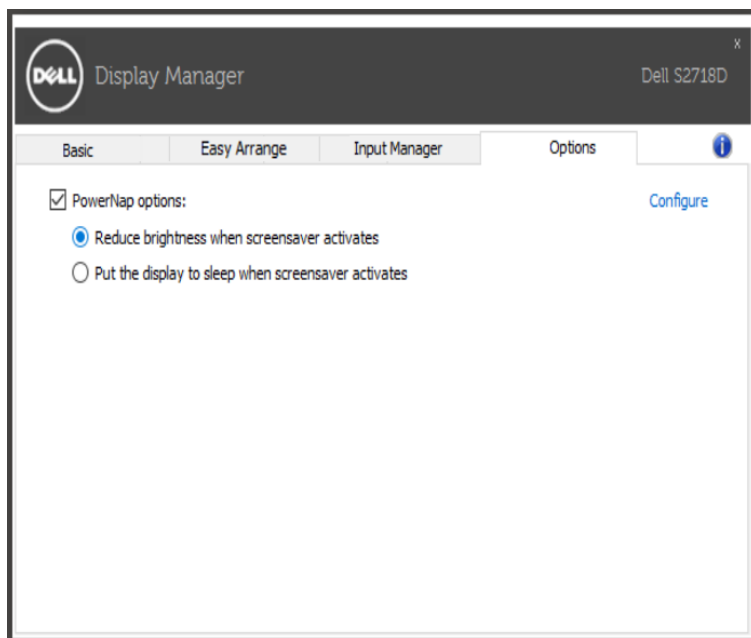 x
DELL Display Manager Dell S2718D
Basic Easy Arrange Input Manager Options i
PowerNap options: Configure
Reduce brightness when screensaver activates
Put the display to sleep when screensaver activates